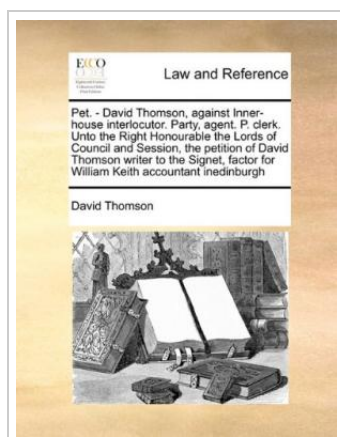 ECCO
Law and Reference
Pet. - David Thomson, against Inner-
house interlocutor. Party, agent. P. clerk.
Unto the Right Honourable the Lords of
Council and Session, the petition of David
Thomson writer to the Signet, factor for
William Keith accountant inedinburgh
David Thomson